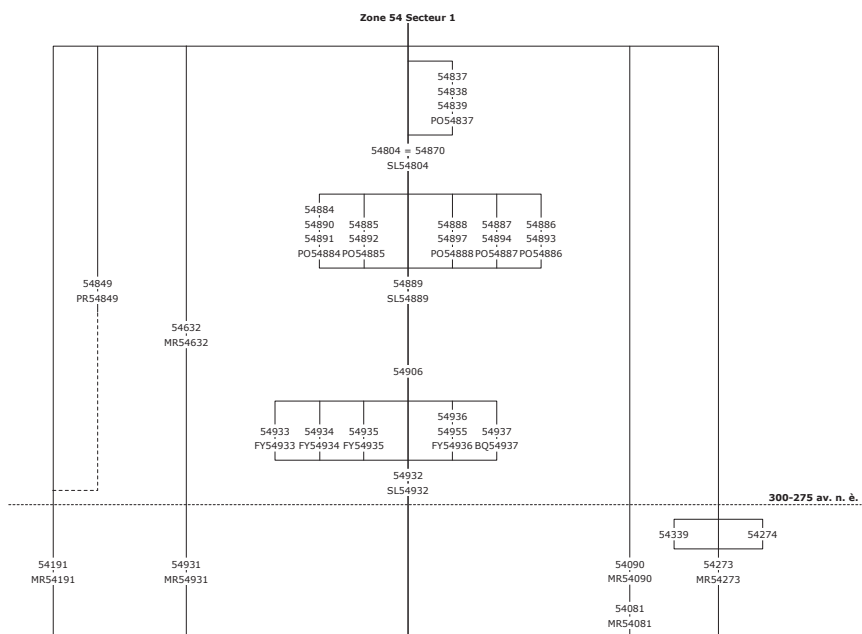 Zone 54 Secteur 1
54837
54838
54839
PO54837
54804 = 54870
SL54804
54884
54890
54891
PO54884
54885
54892
PO54885
54888
54897
PO54888
54887
54894
PO54887
54886
54893
PO54886
54849
PR54849
54889
SL54889
54632
MR54632
54906
54933
FY54933
54934
FY54934
54935
FY54935
54936
54955
FY54936
54937
BQ54937
54932
SL54932
300-275 av. n. è.
54339
54274
54191
MR54191
54931
MR54931
54090
MR54090
54273
MR54273
54081
MR54081